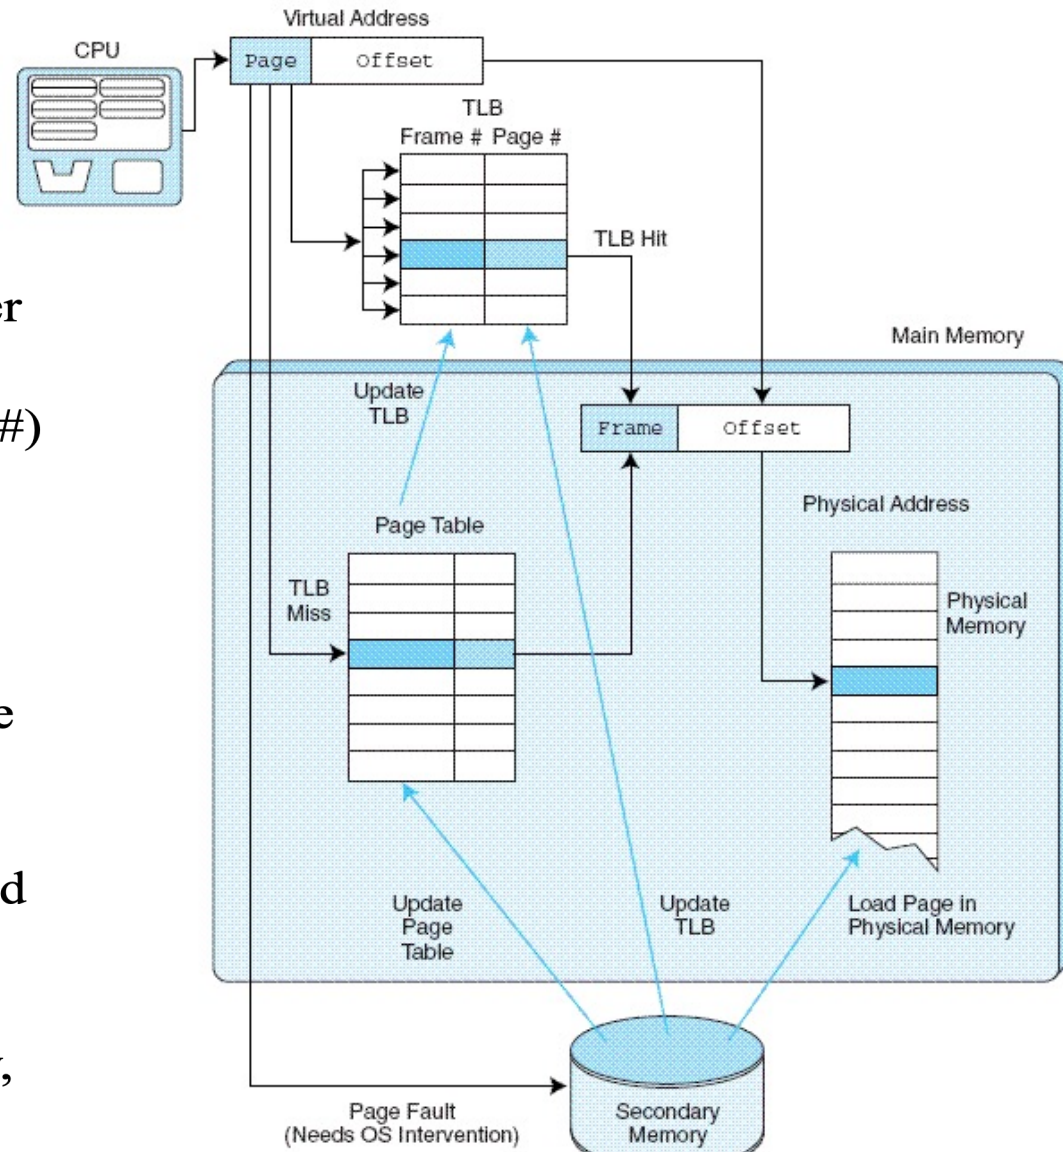 Virtual Address
CPU
Page Offset
TLB
Frame # Page #
TLB Hit
er
Main Memory
Update
TLB
#)
Frame Offset
Physical Address
Page Table
TLB
Miss
Physical
Memory
e
d
Update
Page
Table
Update
TLB
Load Page in
Physical Memory
,
Page Fault
(Needs OS Intervention)
Secondary
Memory